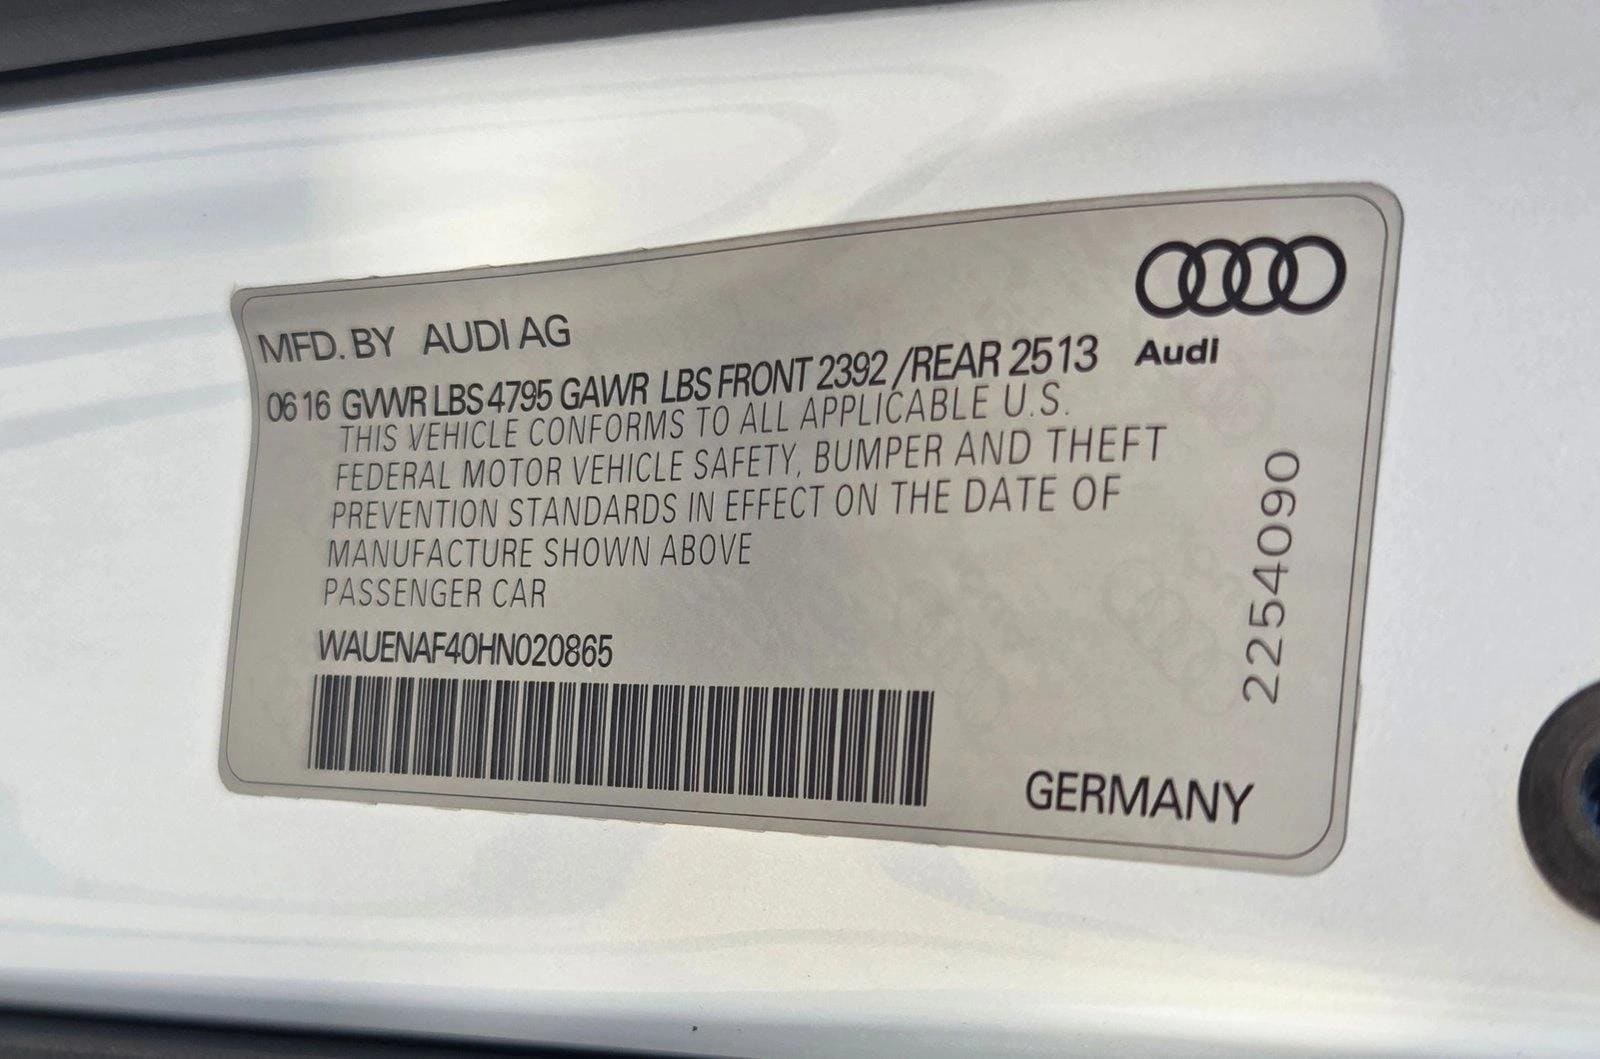 MFD. BY AUDI AG
Audi
06 16 GVWR LBS 4795 GAWR LBS FRONT 2392 / REAR 2513
THIS VEHICLE CONFORMS TO ALL APPLICABLE U.S.
FEDERAL MOTOR VEHICLE SAFETY, BUMPER AND THEFT
PREVENTION STANDARDS IN EFFECT ON THE DATE OF
MANUFACTURE SHOWN ABOVE
PASSENGER CAR
WAUENAF40HN020865
2254090
GERMANY